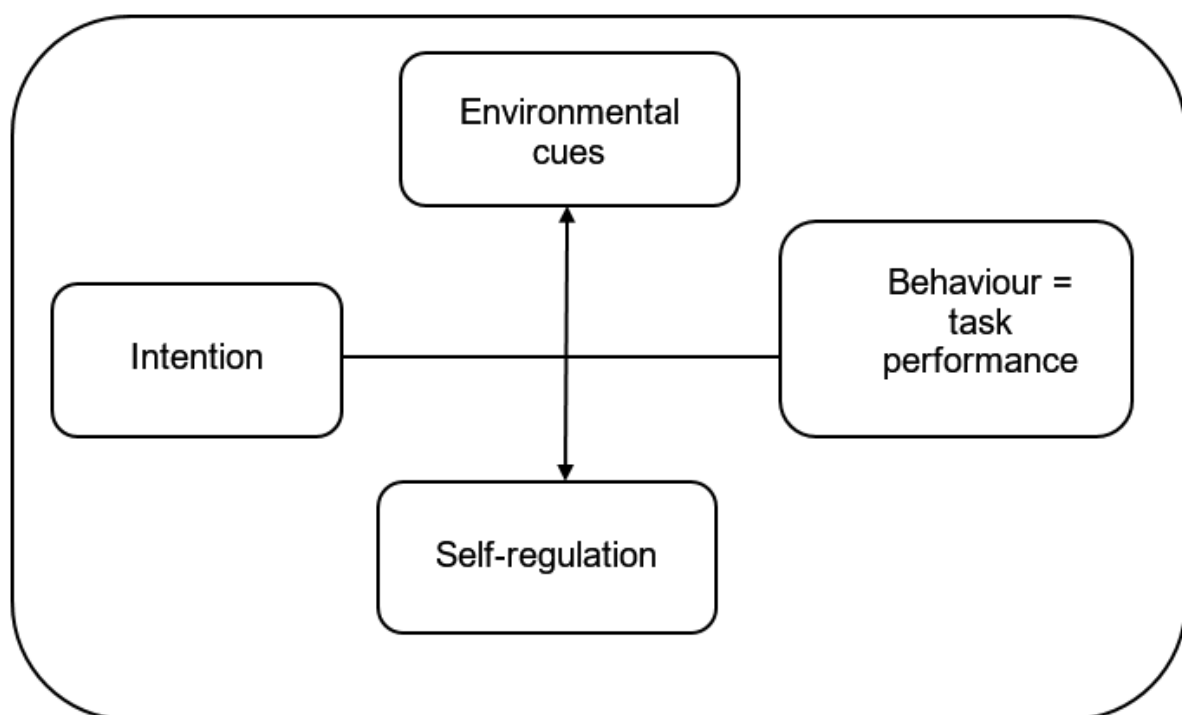 Environmental
cues
Intention
Behaviour =
task
performance
Self-regulation